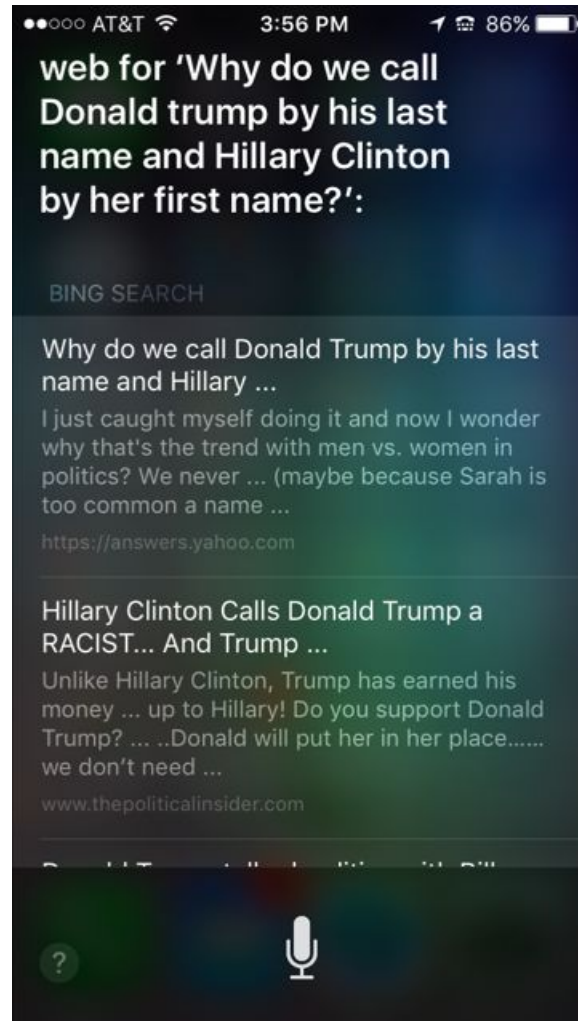 AT&T 3:56 PM 86%
web for ‘Why do we call
Donald trump by his last
name and Hillary Clinton
by her first name?’:
BING SEARCH
Why do we call Donald Trump by his last
name and Hillary ...
I just caught myself doing it and now I wonder
why that's the trend with men vs. women in
politics? We never ... (maybe because Sarah is
too common a name ...
https://answers.yahoo.com
Hillary Clinton Calls Donald Trump a
RACIST... And Trump ...
Unlike Hillary Clinton, Trump has earned his
money ... up to Hillary! Do you support Donald
Trump? ... ..Donald will put her in her place......
we don’t need ...
www.thepoliticalinsider.com
?